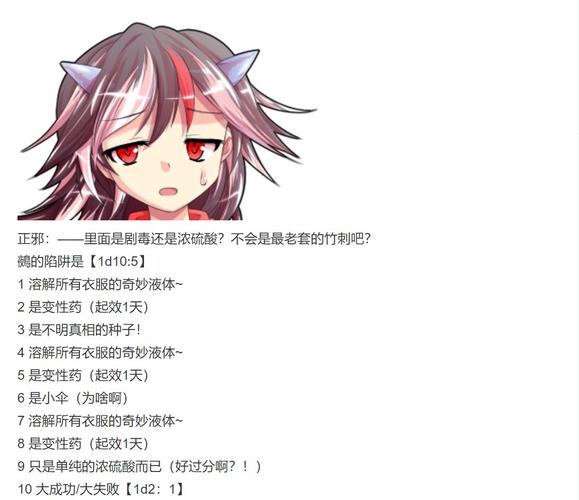 正邪：——里面是剧毒还是浓硫酸？不会是最老套的竹刺吧？
鵺的陷阱是【1d10:5】
1 溶解所有衣服的奇妙液体~
2 是变性药（起效1天）
3 是不明真相的种子！
4 溶解所有衣服的奇妙液体~
5 是变性药（起效1天）
6 是小伞（为啥啊）
7 溶解所有衣服的奇妙液体~
8 是变性药（起效1天）
9 只是单纯的浓硫酸而已（好过分啊？！）
10 大成功/大失败【1d2：1】